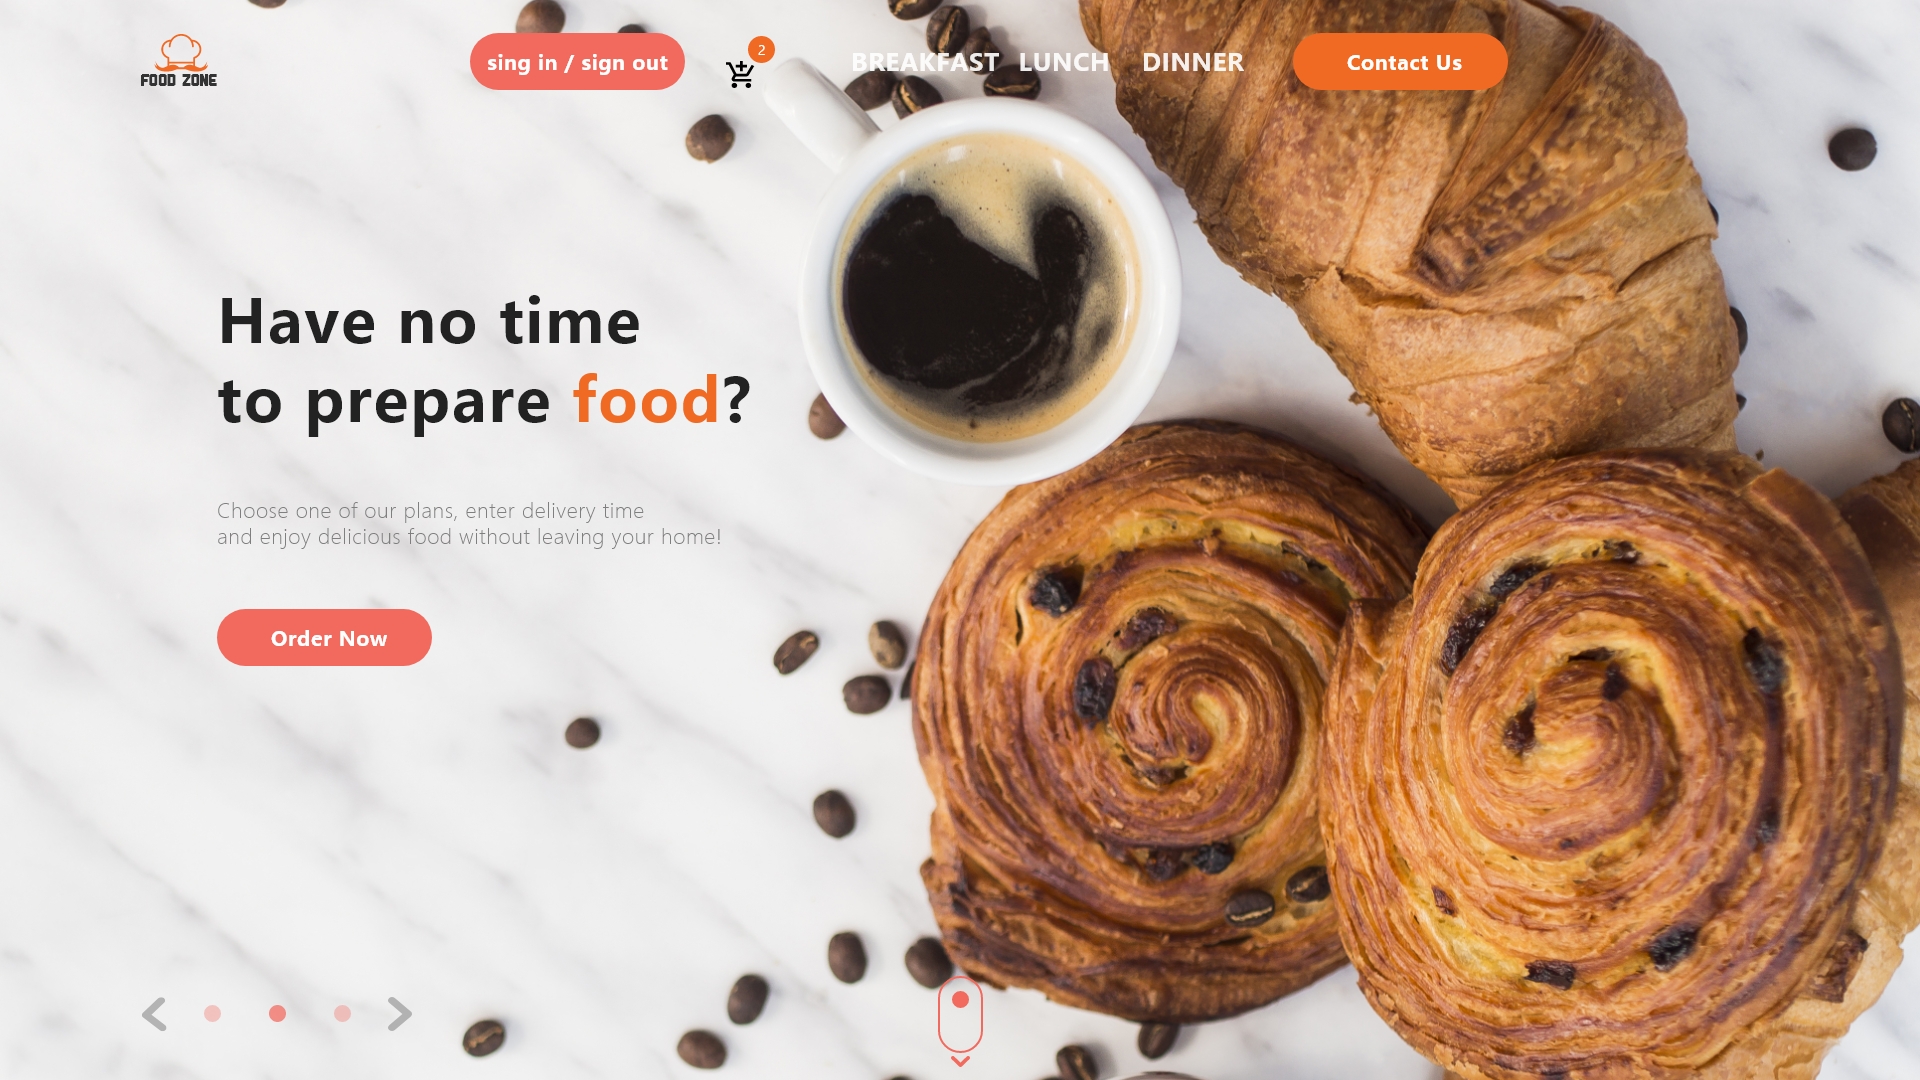 FOOD ZONE
sing in / sign out
2
BREAKFAST
LUNCH
DINNER
Contact Us
Have no time
to prepare food?
Choose one of our plans, enter delivery time
and enjoy delicious food without leaving your home!
Order Now